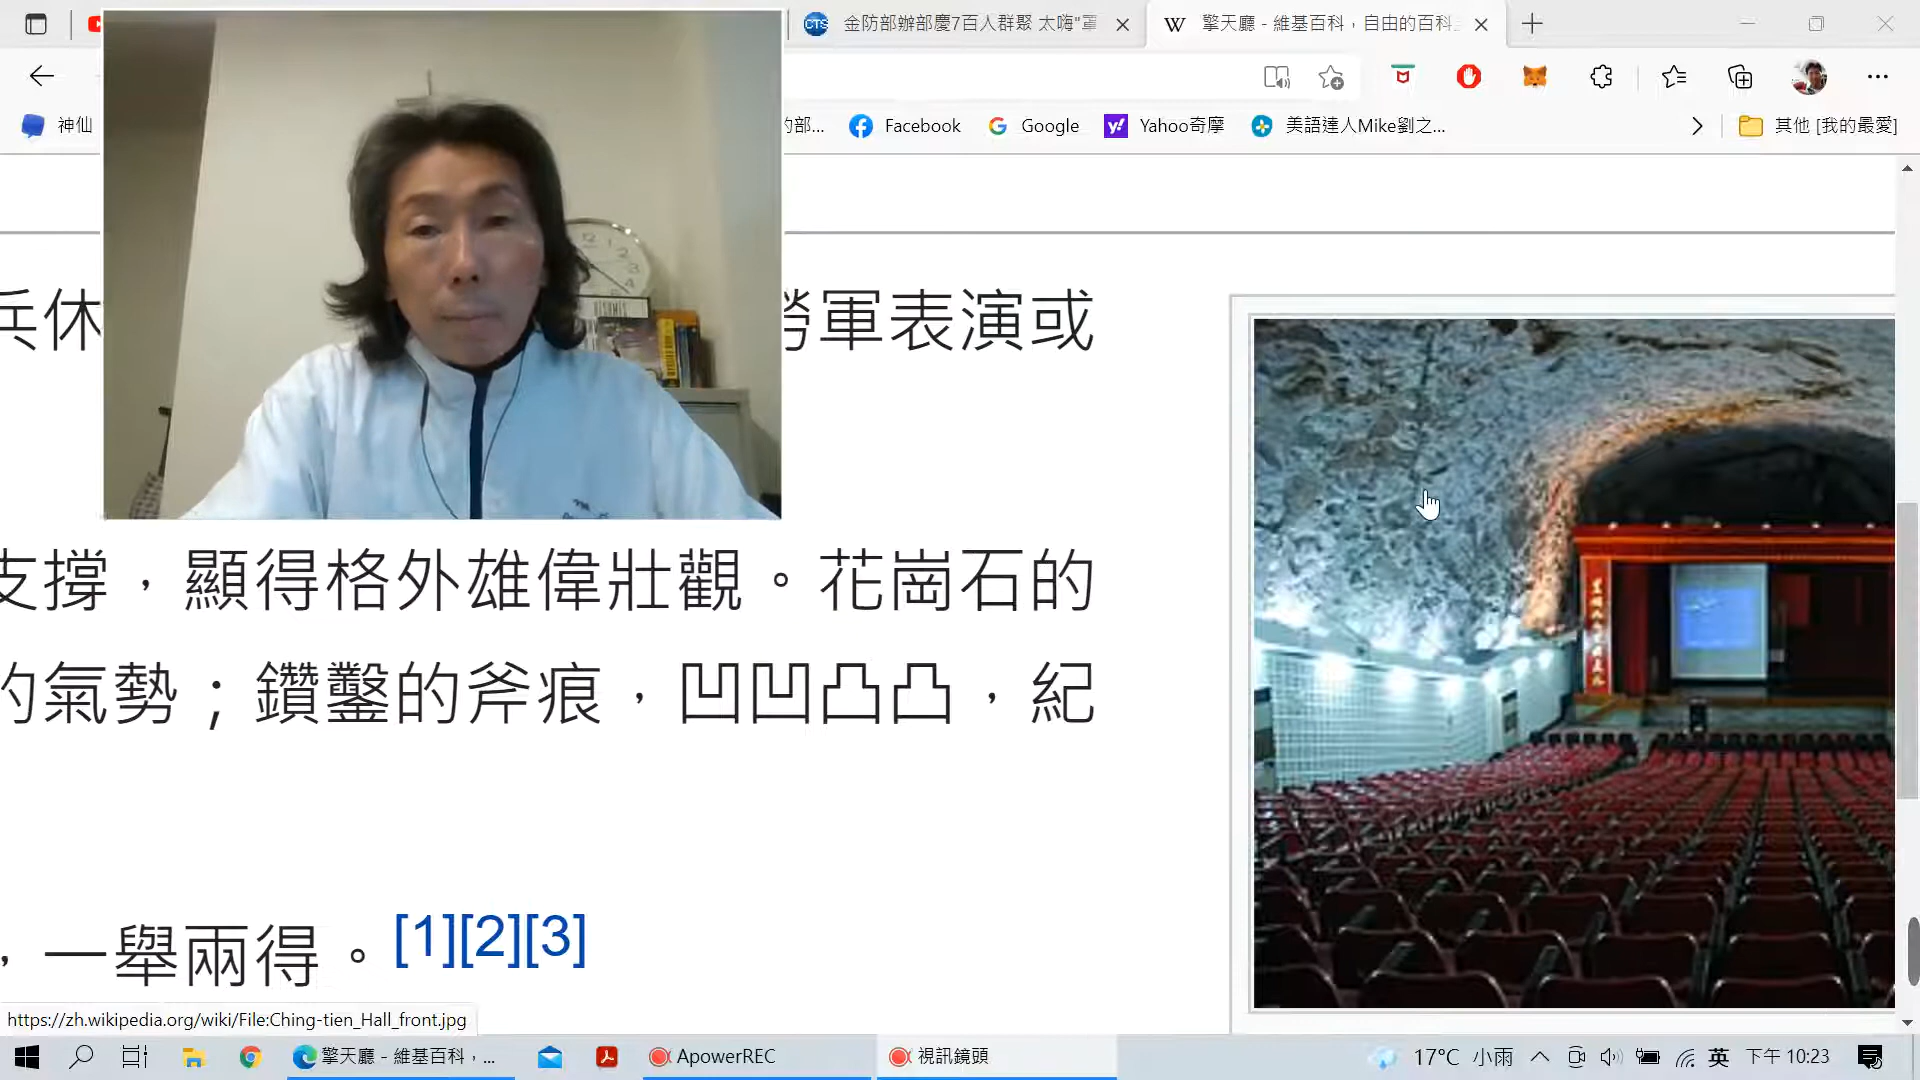 金防部辦部慶7百人群聚 太嗨"罩
擎天廳 - 維基百科，自由的百科
神仙
的部...
Facebook
Google
Yahoo奇摩
美語達人Mike劉之...
其他 [我的最愛]
兵休
勞軍表演或
支撐，顯得格外雄偉壯觀。花崗石的
的氣勢；鑽鑿的斧痕，凹凹凸凸，紀
，一舉兩得。[1][2][3]
https://zh.wikipedia.org/wiki/File:Ching-tien_Hall_front.jpg
擎天廳 - 維基百科，...
ApowerREC
視訊鏡頭
17°C 小雨
英
下午 10:23